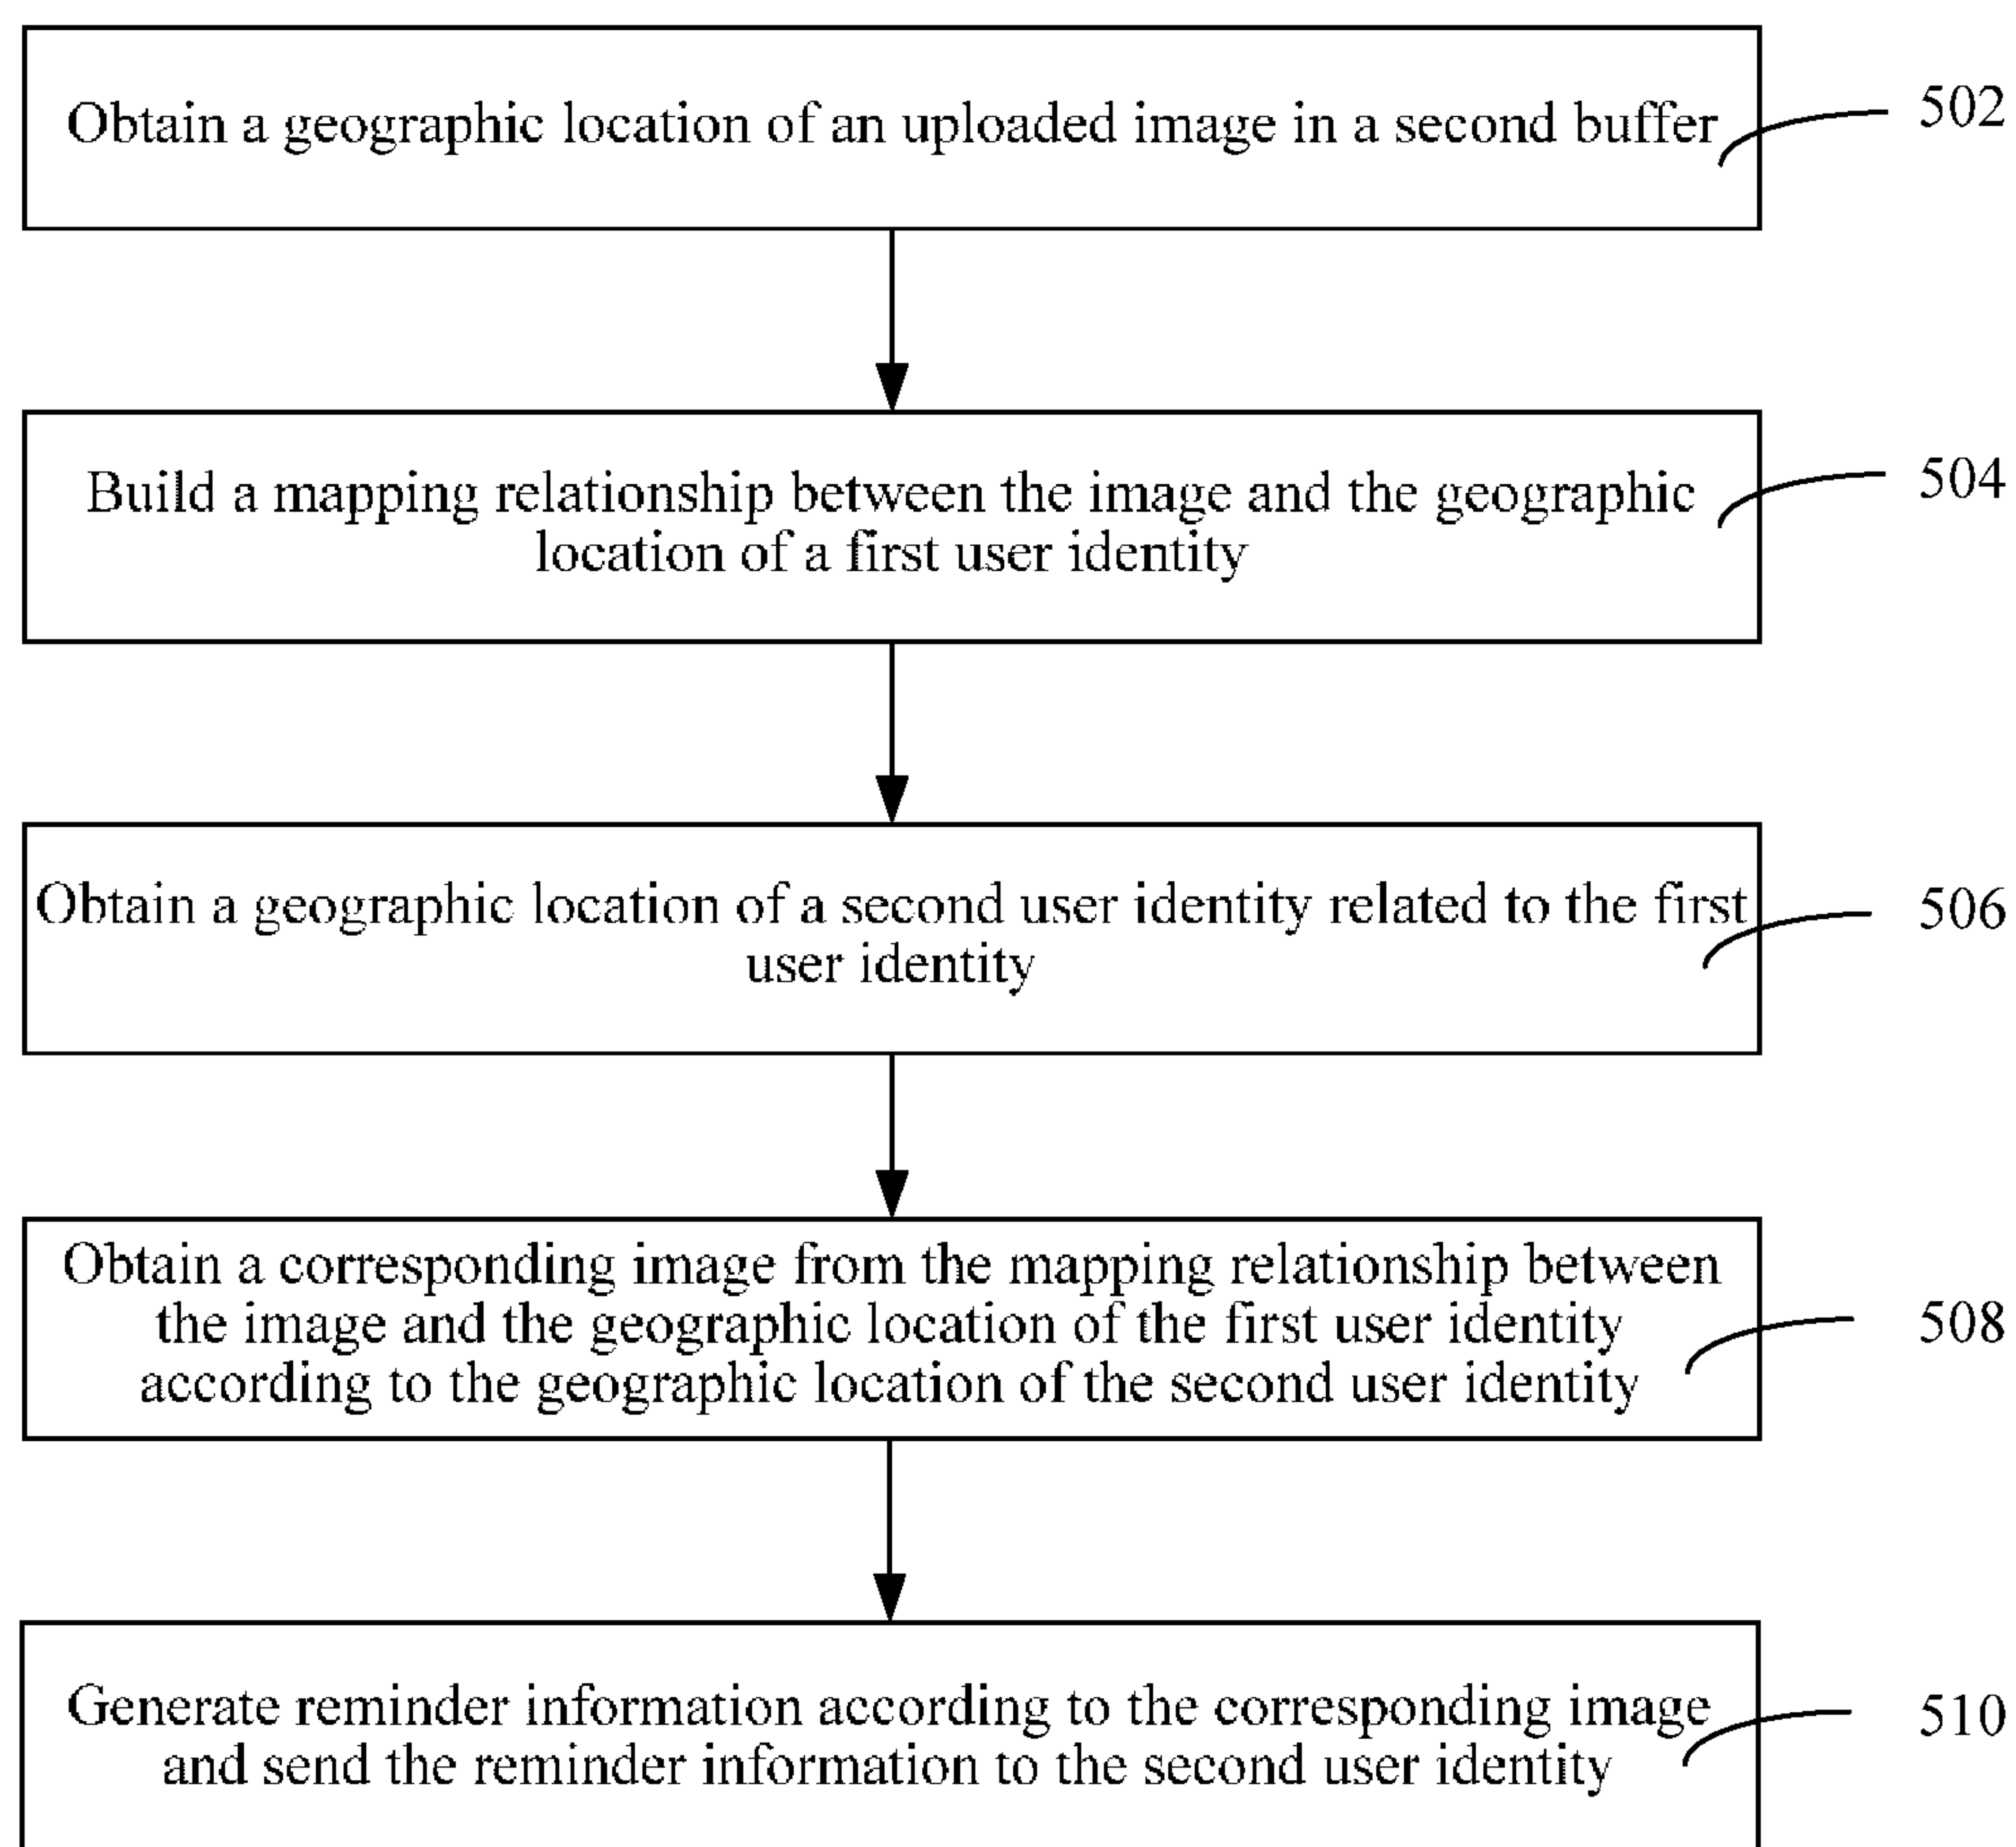 Obtain a geographic location of an uploaded image in a second buffer
502
Build a mapping relationship between the image and the geographic
location of a first user identity
504
Obtain a geographic location of a second user identity related to the first
user identity
506
Obtain a corresponding image from the mapping relationship between
the image and the geographic location of the first user identity
according to the geographic location of the second user identity
508
Generate reminder information according to the corresponding image
and send the reminder information to the second user identity
510